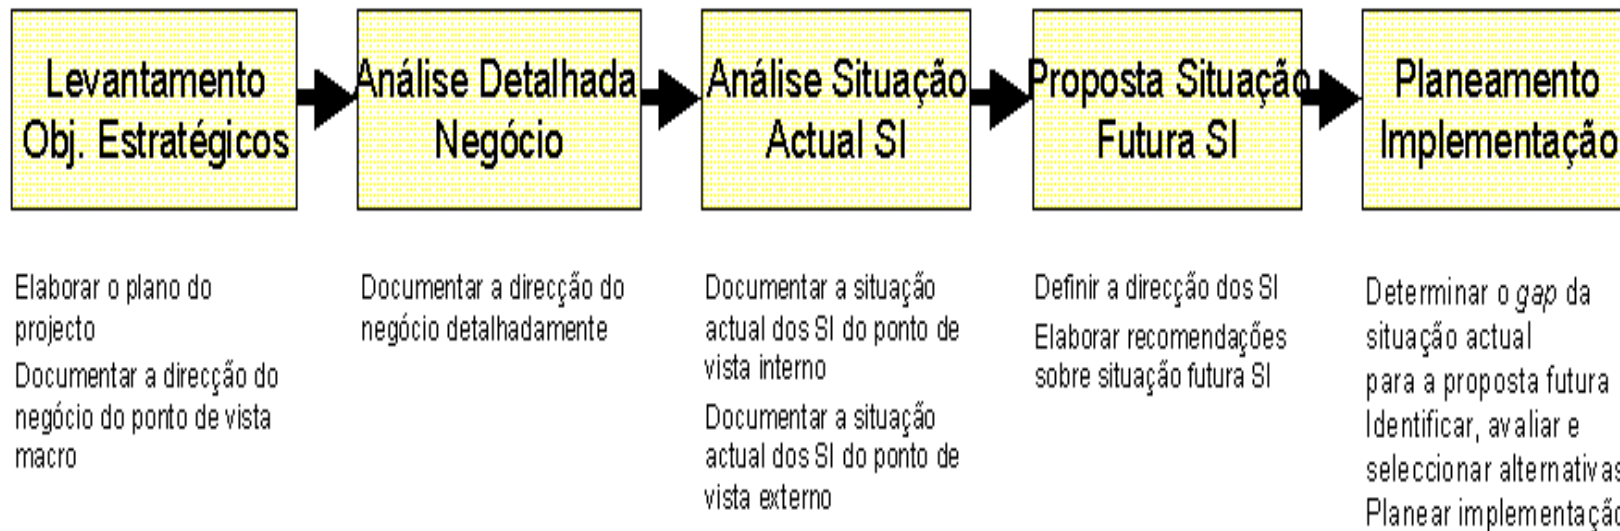 Levantamento
Obj. Estratégicos
Análise Detalhada
Negócio
Análise Situação
Actual SI
Proposta Situação
Futura SI
Planeamento
Implementação
Elaborar o plano do
projecto
Documentar a direcção do
negócio do ponto de vista
macro
Documentar a direcção do
negócio detalhadamente
Documentar a situação
actual dos SI do ponto de
vista interno
Documentar a situação
actual dos SI do ponto de
vista externo
Definir a direcção dos SI
Elaborar recomendações
sobre situação futura SI
Determinar o gap da
situação actual
para a proposta futura
Identificar, avaliar e
seleccionar alternativas
Planear implementação